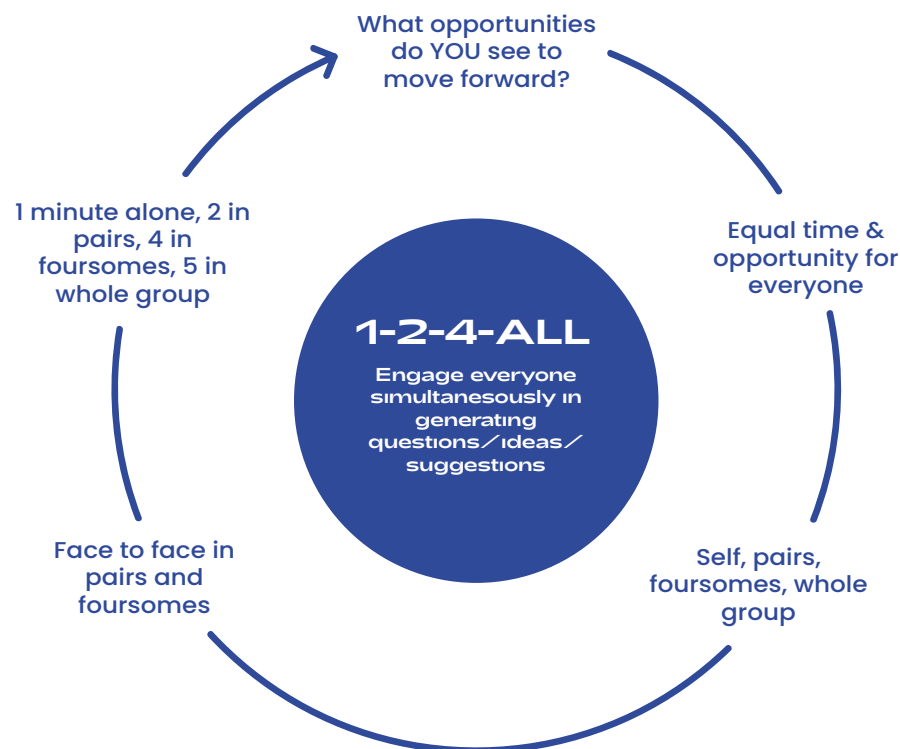 What opportunities
do YOU see to
move forward?
Equal time &
opportunity for
everyone
Self, pairs,
foursomes, whole
group
Face to face in
pairs and
foursomes
1 minute alone, 2 in
pairs, 4 in
foursomes, 5 in
whole group
1-2-4-ALL
Engage everyone
simultanesously in
generating
questions/ideas/
suggestions